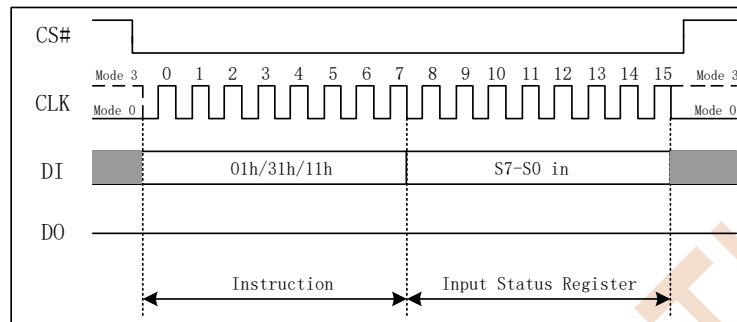 CS#
Mode 3 0 1 2 3 4 5 6 7 8 9 10 11 12 13 14 15 Mode 3
CLK
Mode 0 Mode 0
DI 01h/31h/11h S7-S0 in
DO
Instruction Input Status Register